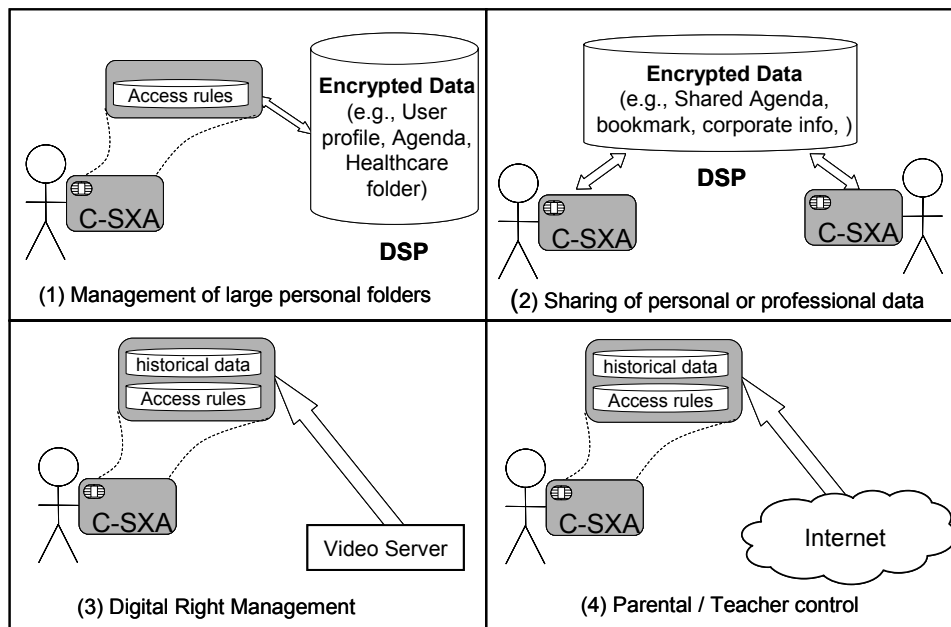 Access rules
Encrypted Data
(e.g., User
profile, Agenda,
Healthcare
folder)
C-SXA
DSP
(1) Management of large personal folders
Encrypted Data
(e.g., Shared Agenda,
bookmark, corporate info, )
DSP
C-SXA
C-SXA
(2) Sharing of personal or professional data
historical data
Access rules
C-SXA
Video Server
(3) Digital Right Management
historical data
Access rules
C-SXA
Internet
(4) Parental / Teacher control